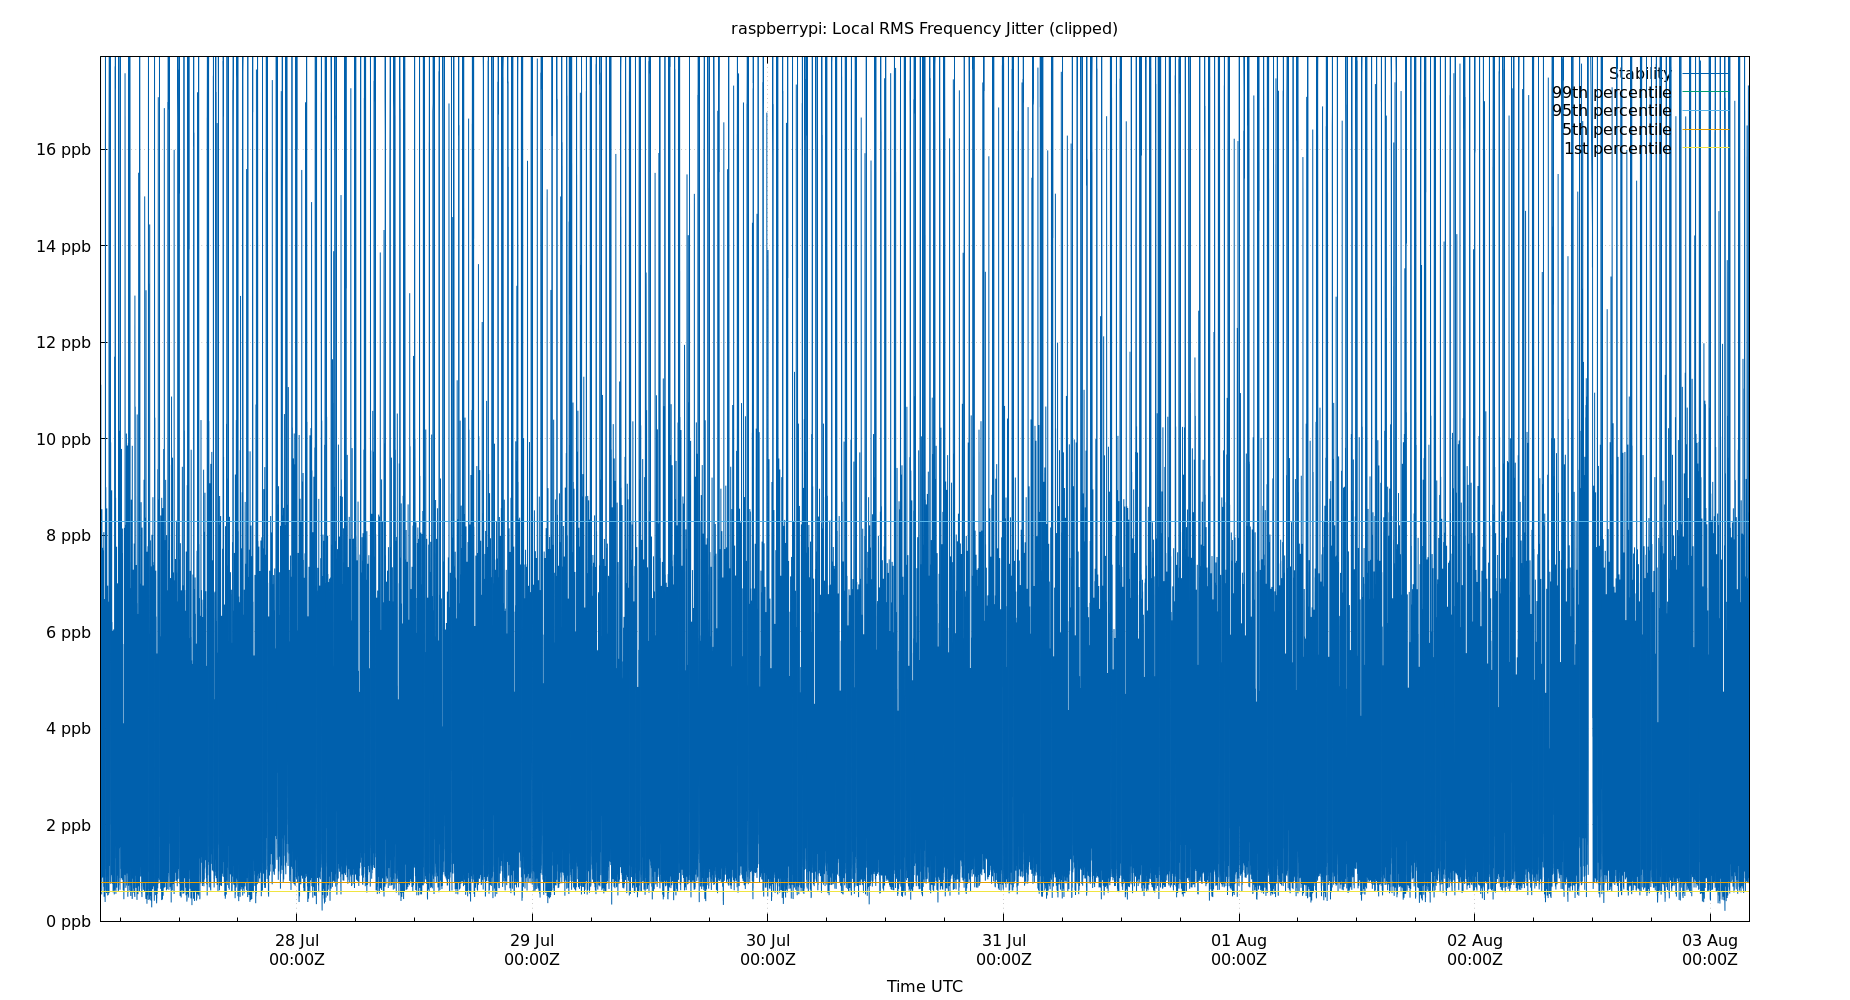 raspberrypi: Local RMS Frequency Jitter (clipped)
Stability
99th percentile
95th percentile
5th percentile
1st percentile
16 ppb
14 ppb
12 ppb
10 ppb
8 ppb
6 ppb
4 ppb
2 ppb
0 ppb
28 Jul 29 Jul 30 Jul 31 Jul 01 Aug 02 Aug 03 Aug
00:00Z 00:00Z 00:00Z 00:00Z 00:00Z 00:00Z 00:00Z
Time UTC